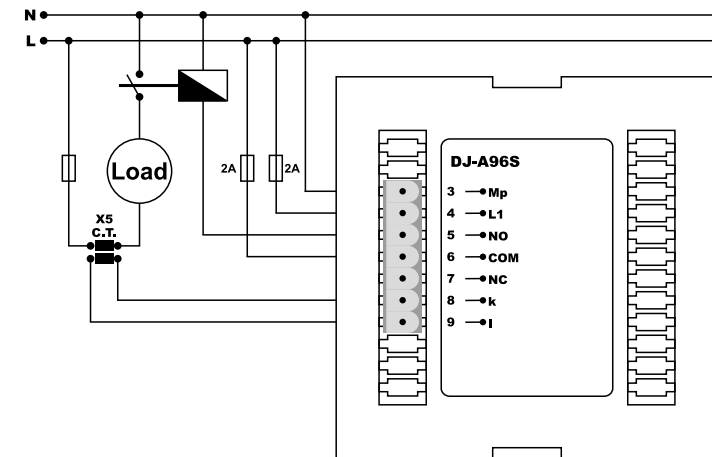 N
L
Load
2A
2A
X5
C.T.
DJ-A96S
3 Mp
4 L1
5 NO
6 COM
7 NC
8 k
9 l